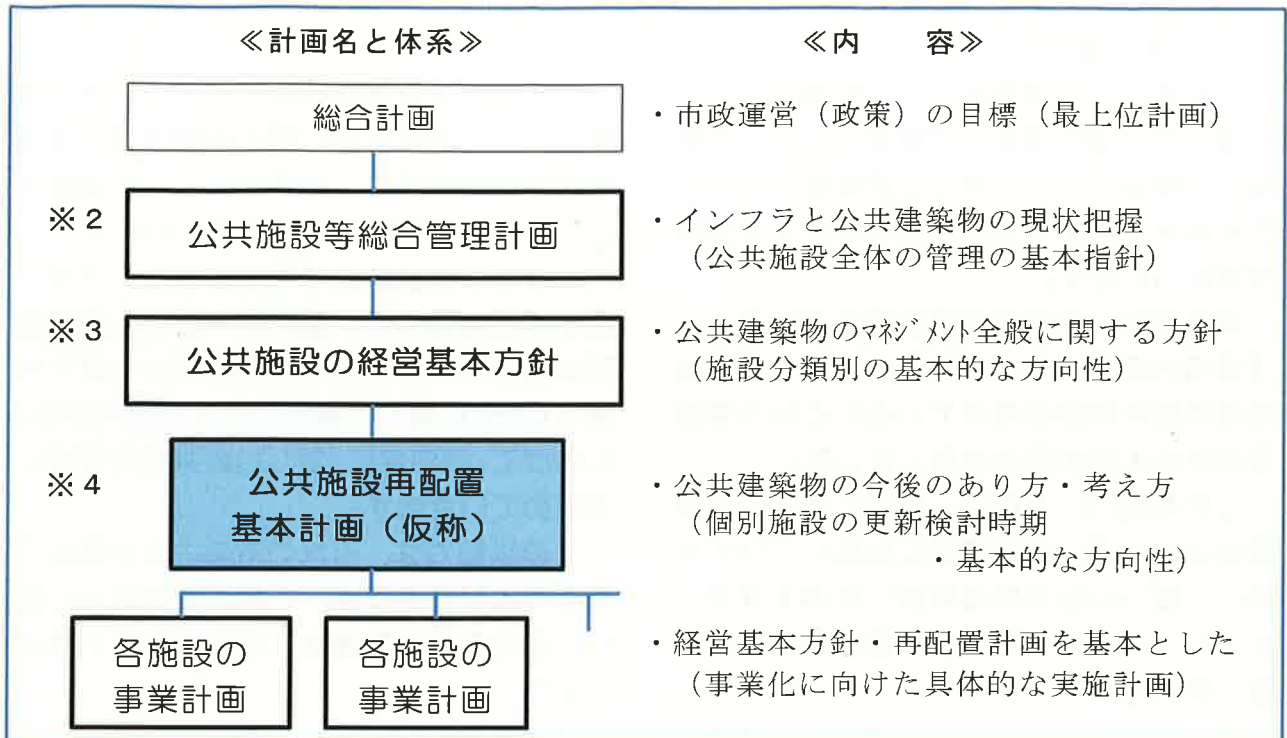 ≪計画名と体系≫ ≪内　　容≫
総合計画
・市政運営（政策）の目標（最上位計画）
※2
公共施設等総合管理計画
・インフラと公共建築物の現状把握
（公共施設全体の管理の基本指針）
※3
公共施設の経営基本方針
・公共建築物のﾏﾈｼﾞﾒﾝﾄ全般に関する方針
（施設分類別の基本的な方向性）
※4
公共施設再配置
基本計画（仮称）
・公共建築物の今後のあり方・考え方
（個別施設の更新検討時期
・基本的な方向性）
各施設の
事業計画
各施設の
事業計画
・経営基本方針・再配置計画を基本とした
（事業化に向けた具体的な実施計画）